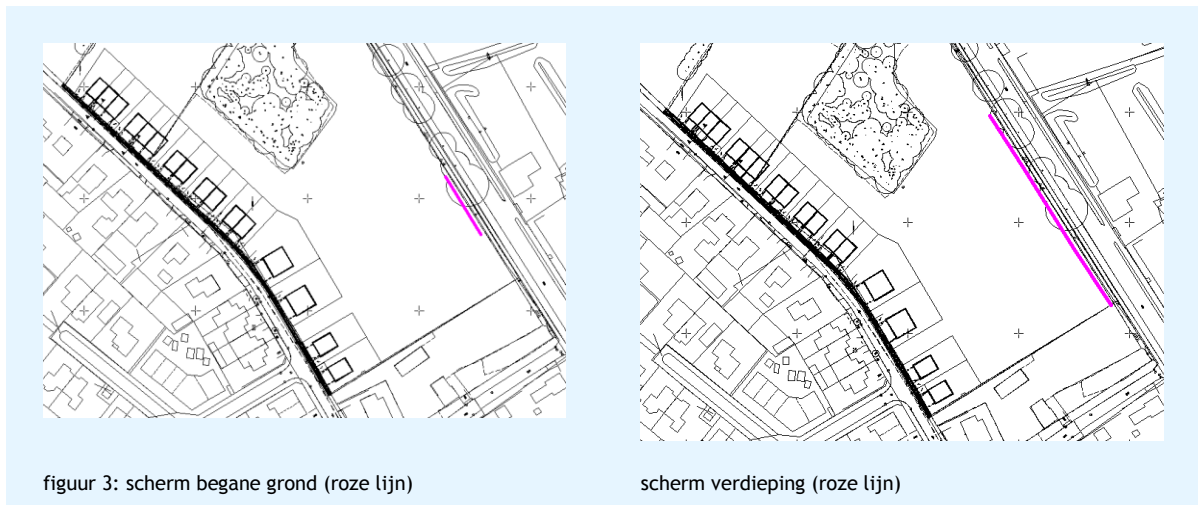 figuur 3: scherm begane grond (roze lijn)
scherm verdieping (roze lijn)